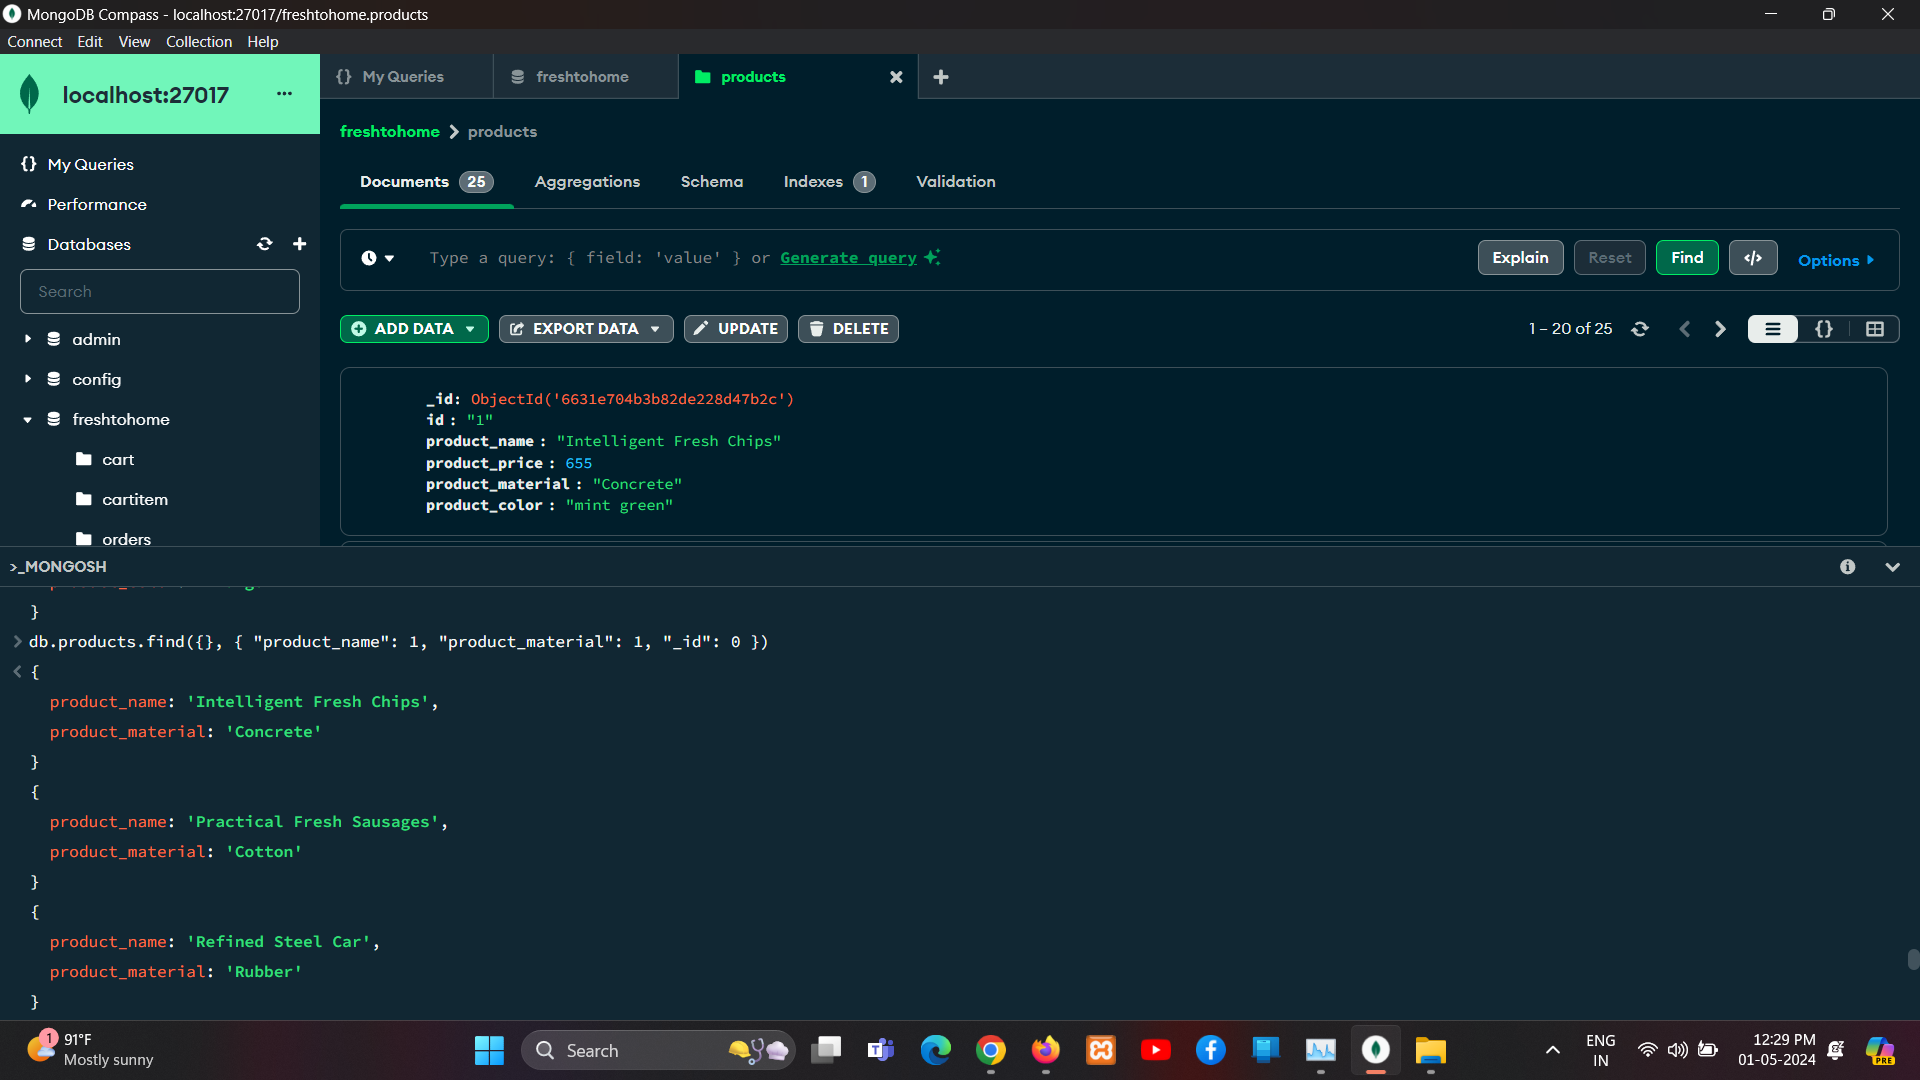 MongoDB Compass - localhost:27017/freshtohome.products
Connect Edit View Collection Help
localhost:27017 ...
{} My Queries
freshtohome
products
freshtohome > products
My Queries
Performance
Databases
Search
admin
config
freshtohome
cart
cartitem
orders
Documents 25 Aggregations Schema Indexes 1 Validation
Type a query: { field: 'value' } or Generate query
Explain Reset Find </> Options
ADD DATA EXPORT DATA UPDATE DELETE
1 – 20 of 25 {}
_id: ObjectId('6631e704b3b82de228d47b2c')
id : "1"
product_name : "Intelligent Fresh Chips"
product_price : 655
product_material : "Concrete"
product_color : "mint green"
>_MONGOSH
}
> db.products.find({}, { "product_name": 1, "product_material": 1, "_id": 0 })
< {
product_name: 'Intelligent Fresh Chips',
product_material: 'Concrete'
}
{
product_name: 'Practical Fresh Sausages',
product_material: 'Cotton'
}
{
product_name: 'Refined Steel Car',
product_material: 'Rubber'
}
1
91°F
Mostly sunny
Search
ENG
IN
12:29 PM
01-05-2024
PRE